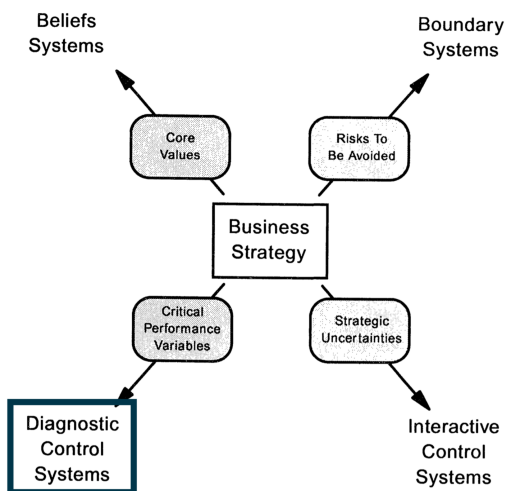 Beliefs
Systems
Boundary
Systems
Core
Values
Risks To
Be Avoided
Business
Strategy
Critical
Performance
Variables
Strategic
Uncertainties
Diagnostic
Control
Systems
Interactive
Control
Systems